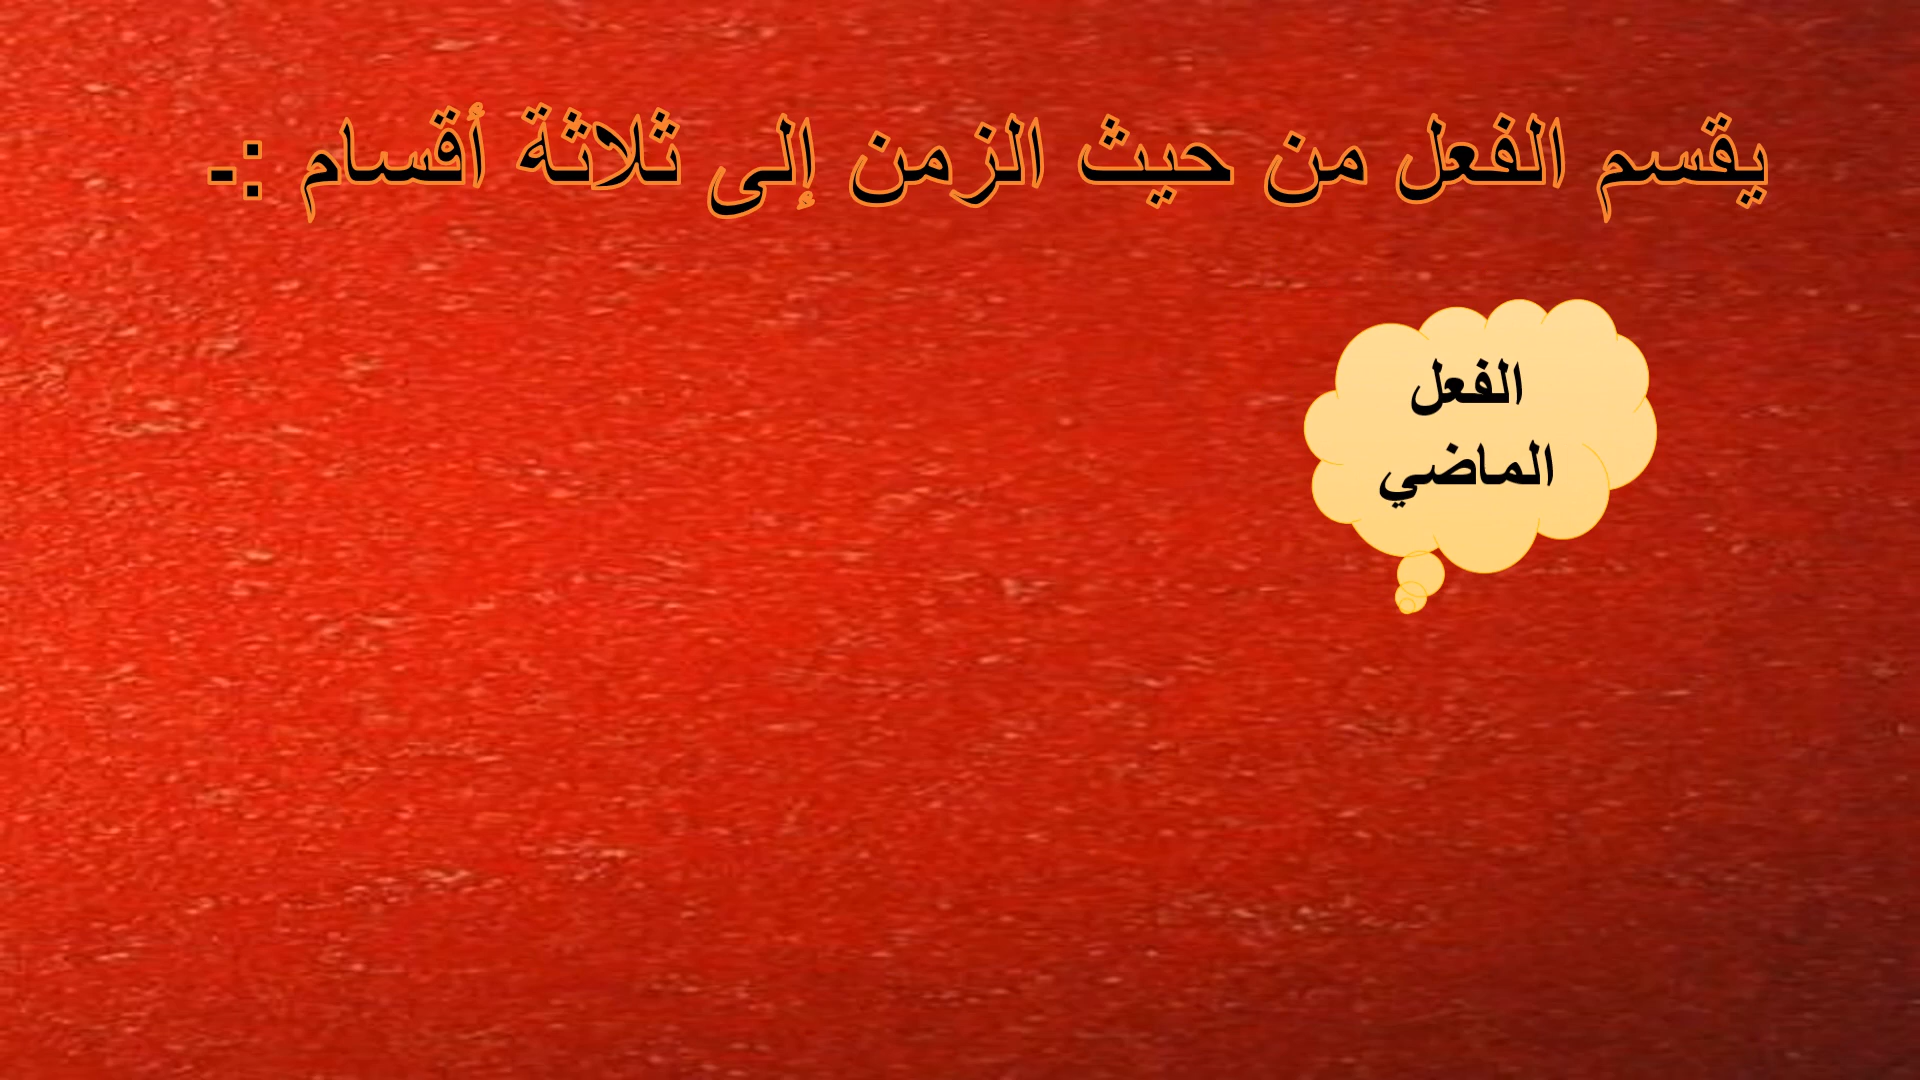 يقسم الفعل من حيث الزمن إلى ثلاثة أقسام :-
الفعل
الماضي